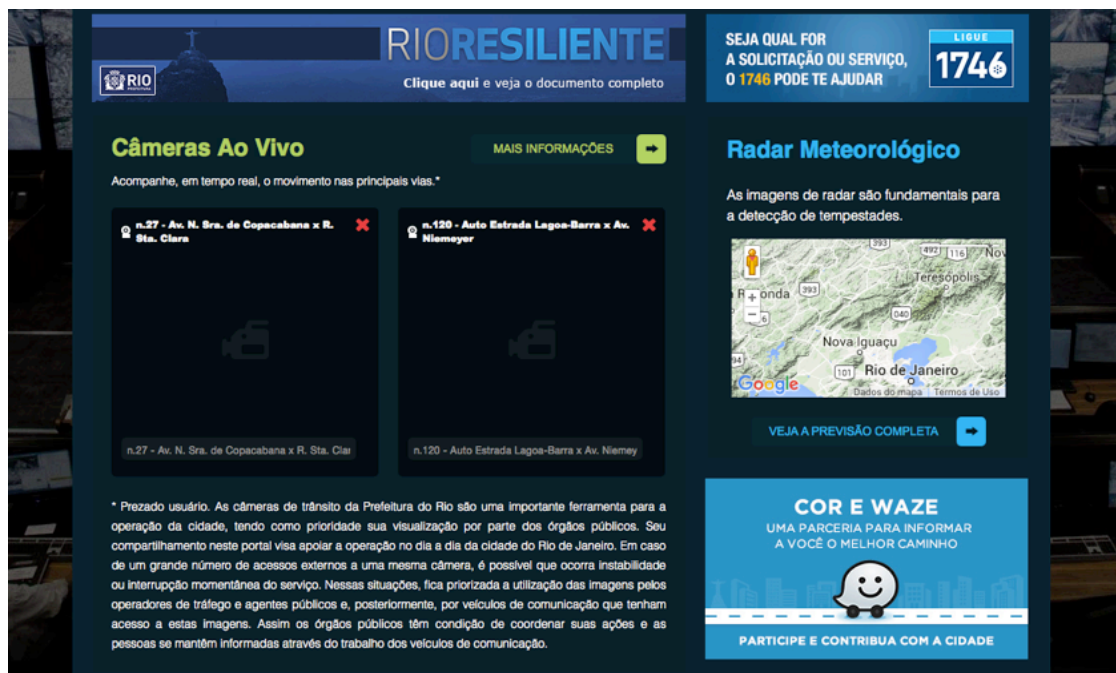 RIORESILIENTE
RIO
PREFEITURA
Clique aqui e veja o documento completo
SEJA QUAL FOR
A SOLICITAÇÃO OU SERVIÇO,
O 1746 PODE TE AJUDAR
LIGUE
1746
Câmeras Ao Vivo
MAIS INFORMAÇÕES
Acompanhe, em tempo real, o movimento nas principais vias.*
n.27 - Av. N. Sra. de Copacabana x R.
Sta. Clara
n.120 - Auto Estrada Lagoa-Barra x Av.
Niemeyer
n.27 - Av. N. Sra. de Copacabana x R. Sta. Clar
n.120 - Auto Estrada Lagoa-Barra x Av. Niemey
* Prezado usuário. As câmeras de trânsito da Prefeitura do Rio são uma importante ferramenta para a
operação da cidade, tendo como prioridade sua visualização por parte dos órgãos públicos. Seu
compartilhamento neste portal visa apoiar a operação no dia a dia da cidade do Rio de Janeiro. Em caso
de um grande número de acessos externos a uma mesma câmera, é possível que ocorra instabilidade
ou interrupção momentânea do serviço. Nessas situações, fica priorizada a utilização das imagens pelos
operadores de tráfego e agentes públicos e, posteriormente, por veículos de comunicação que tenham
acesso a estas imagens. Assim os órgãos públicos têm condição de coordenar suas ações e as
pessoas se mantêm informadas através do trabalho dos veículos de comunicação.
Radar Meteorológico
As imagens de radar são fundamentais para
a detecção de tempestades.
393
492
116
Nov
Teresópolis
R
onda
393
+
−
6
040
Nova Iguaçu
94
101
Rio de Janeiro
Google
Dados do mapa
Termos de Uso
VEJA A PREVISÃO COMPLETA
COR E WAZE
UMA PARCERIA PARA INFORMAR
A VOCÊ O MELHOR CAMINHO
PARTICIPE E CONTRIBUA COM A CIDADE